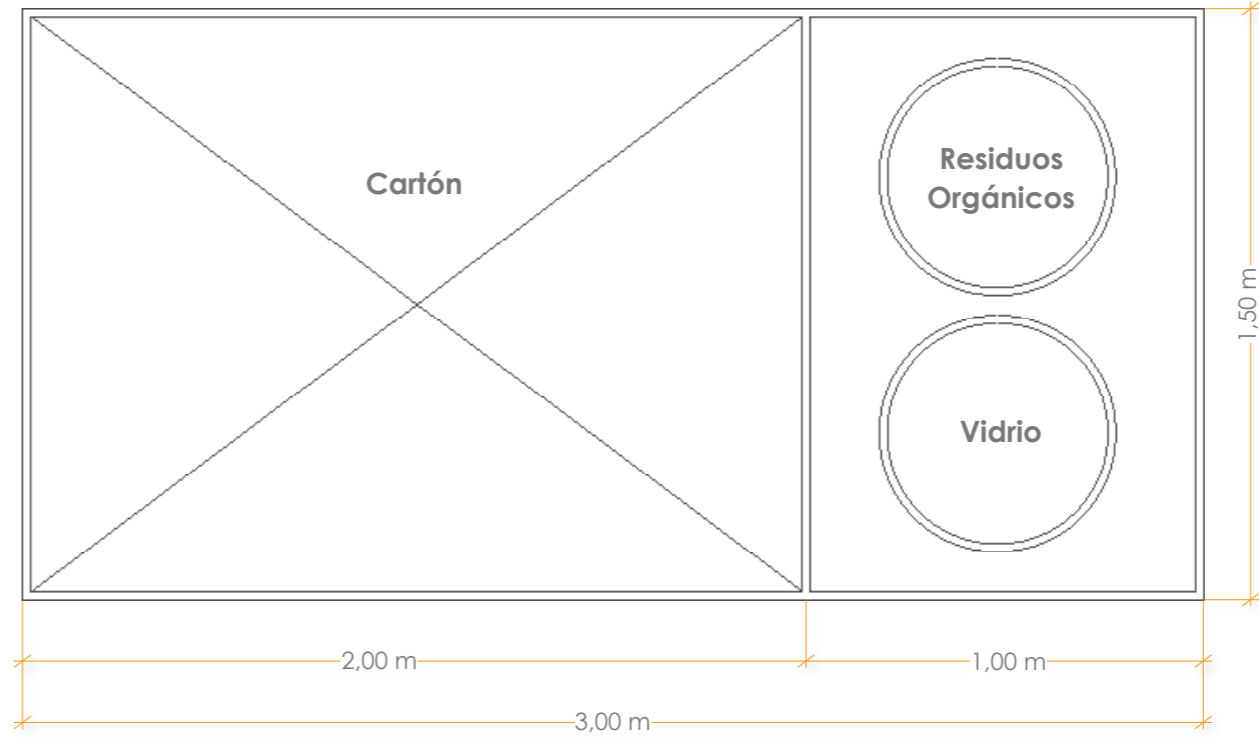 Cartón
Residuos
Orgánicos
Vidrio
1,50 m
2,00 m
1,00 m
3,00 m